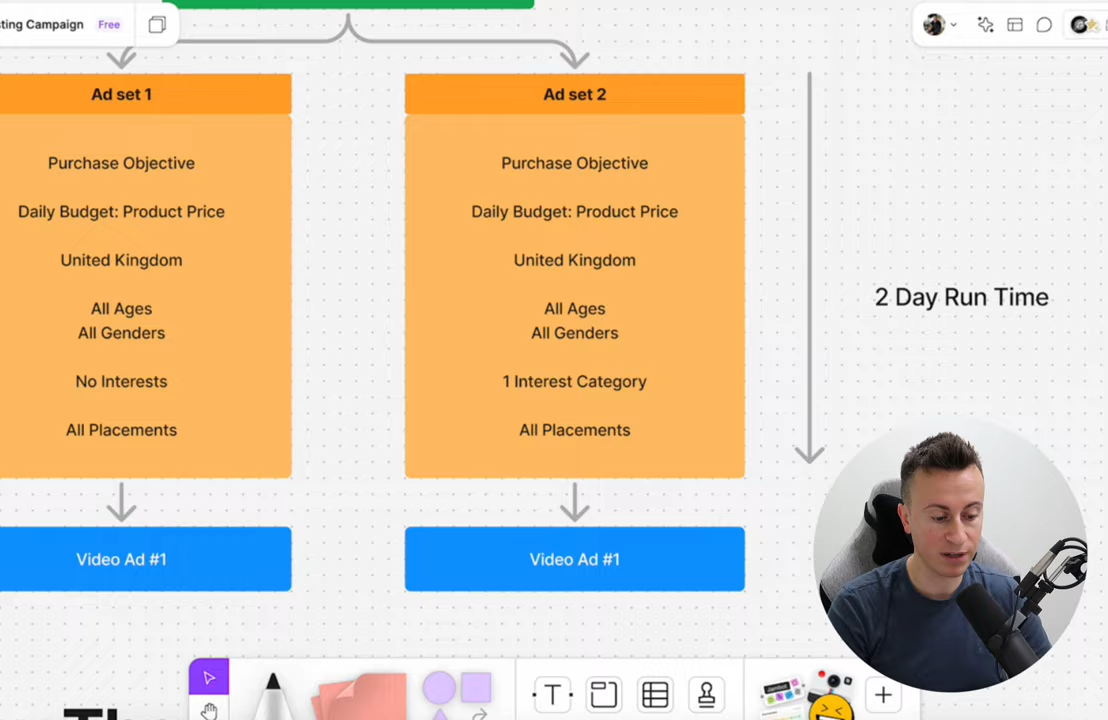 sting Campaign
Free
Ad set 1
Purchase Objective
Daily Budget: Product Price
United Kingdom
All Ages
All Genders
No Interests
All Placements
Video Ad #1
Ad set 2
Purchase Objective
Daily Budget: Product Price
United Kingdom
All Ages
All Genders
1 Interest Category
All Placements
Video Ad #1
2 Day Run Time
T